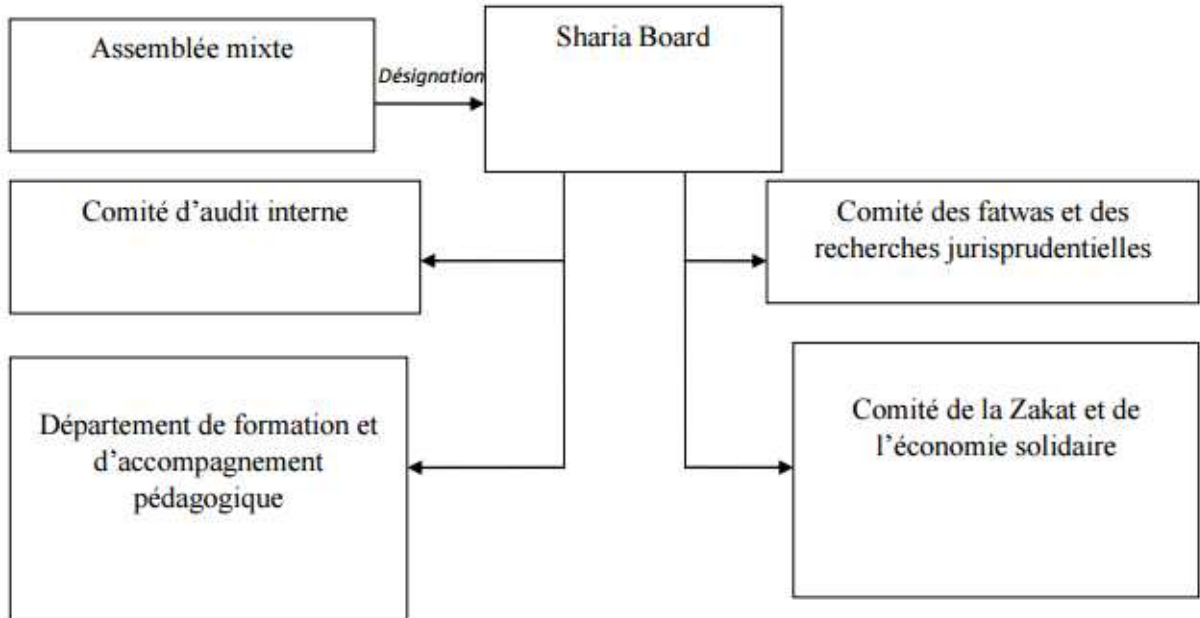 Assemblée mixte
Désignation
Sharia Board
Comité d'audit interne
Comité des fatwas et des
recherches jurisprudentielles
Département de formation et
d'accompagnement
pédagogique
Comité de la Zakat et de
l'économie solidaire